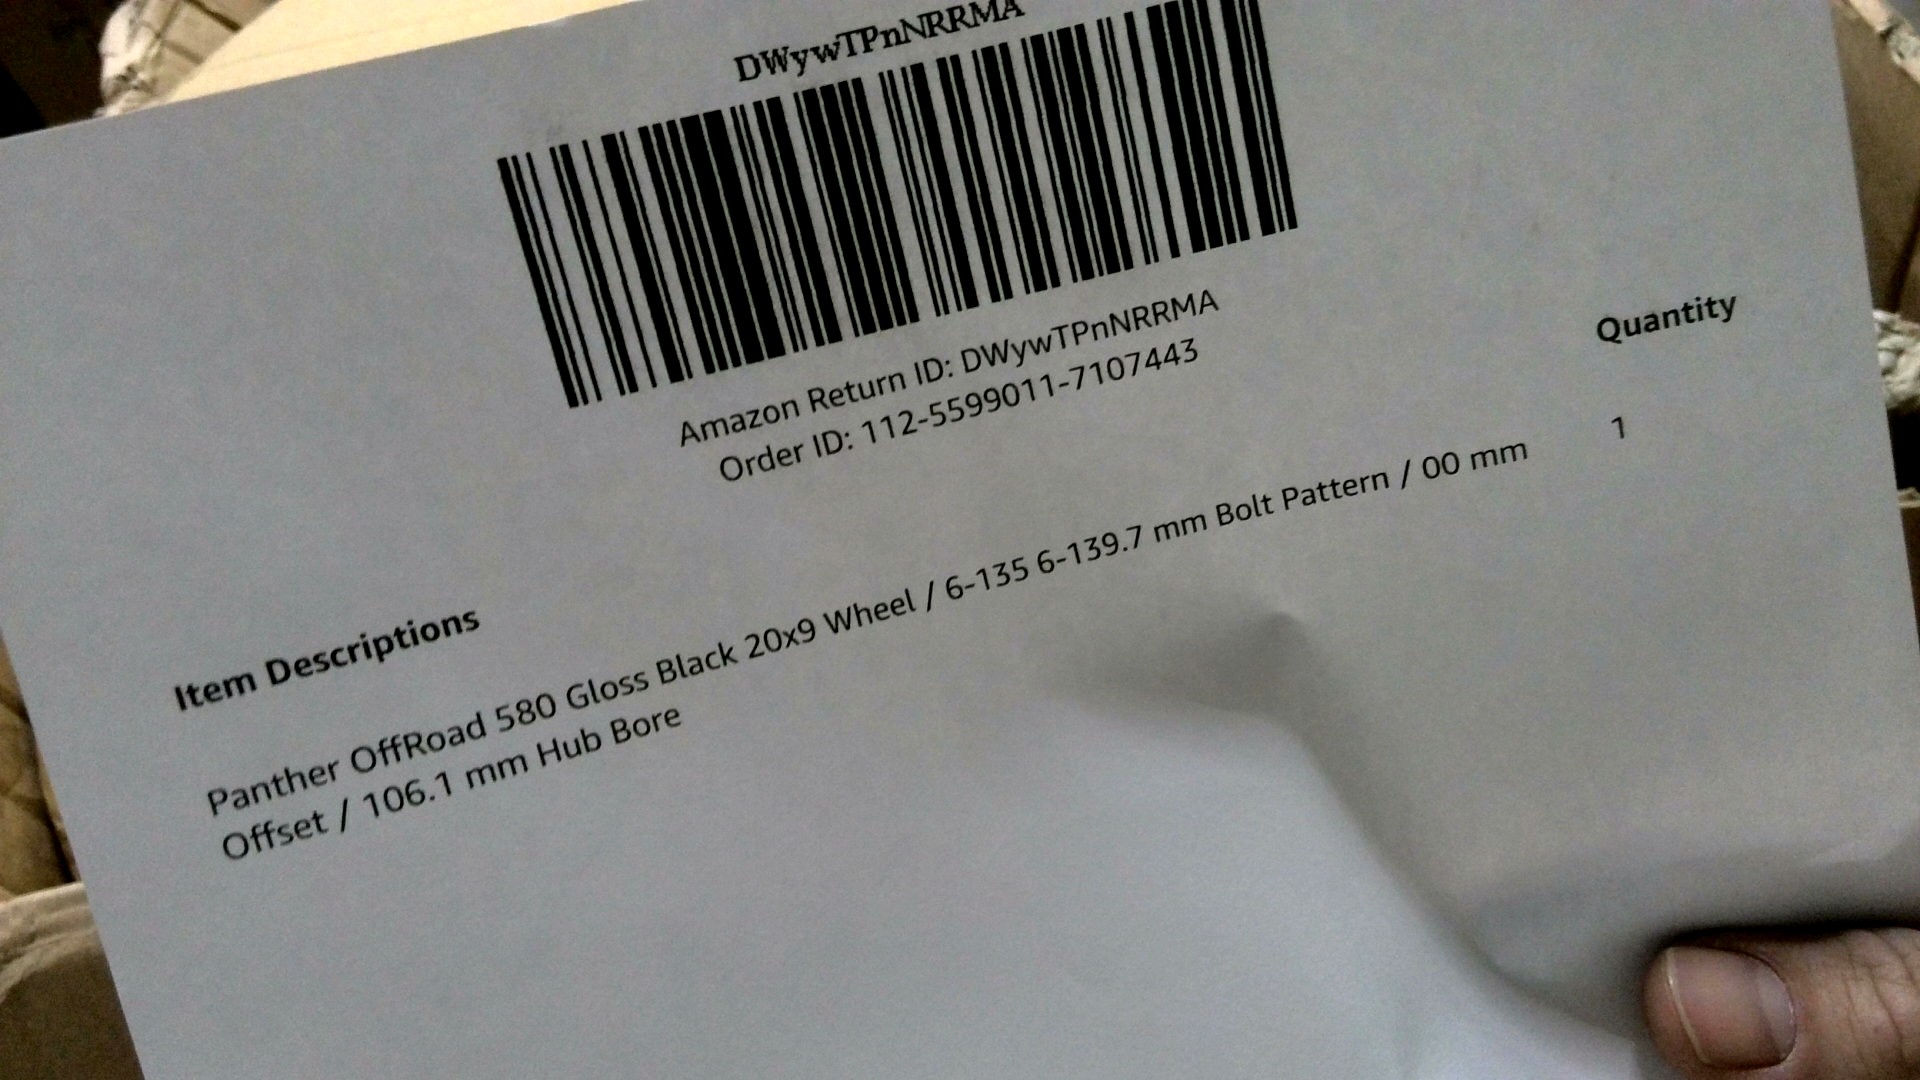 DWywTPnNRRMA
Amazon Return ID: DWywTPnNRRMA
Order ID: 112-5599011-7107443
Item Descriptions
Quantity
Panther OffRoad 580 Gloss Black 20x9 Wheel / 6-135 6-139.7 mm Bolt Pattern / 00 mm
1
Offset / 106.1 mm Hub Bore